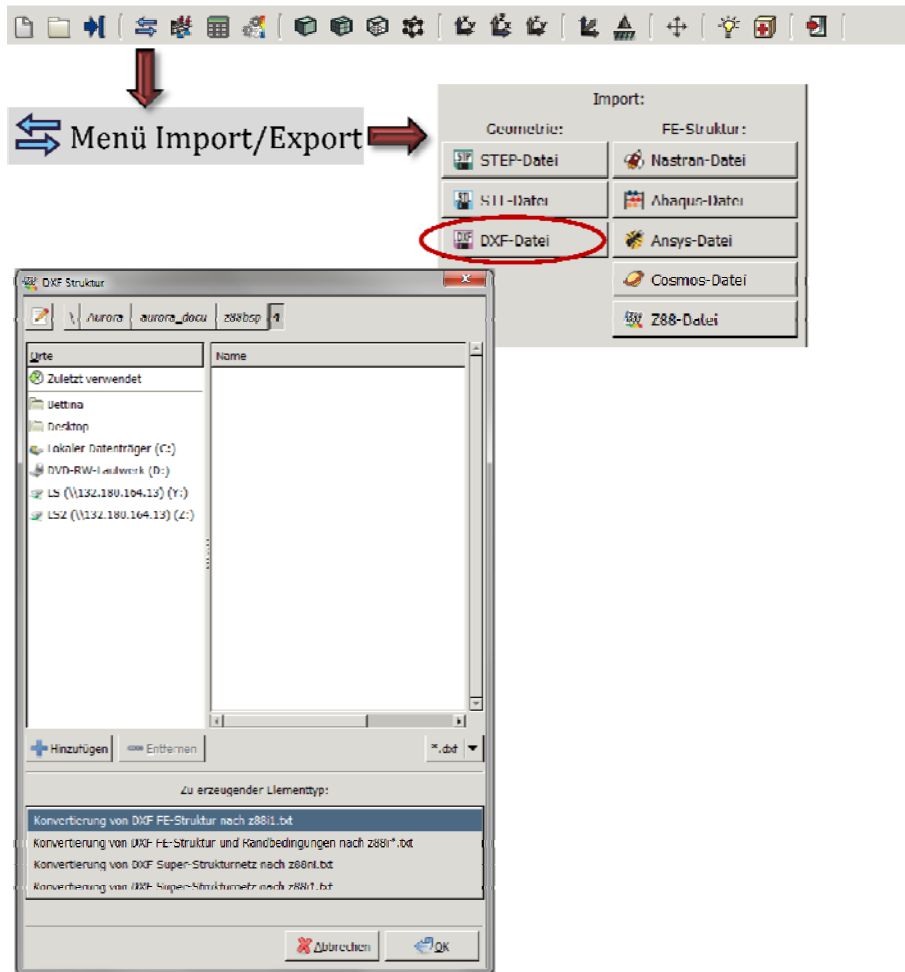 Menü Import/Export
Import:
Geometrie:
FE-Struktur:
STEP-Datei
Nastran-Datei
STL-Datei
Abaqus-Datei
DXF-Datei
Ansys-Datei
Cosmos-Datei
Z88-Datei
DXF Struktur
Aurora
aurora_docu
z88bsp
Orte
Name
Zuletzt verwendet
Bettina
Desktop
Lokaler Datenträger (C:)
DVD-RW-Laufwerk (D:)
LS (\\132.180.164.13) (Y:)
LS2 (\\132.180.164.13) (Z:)
Hinzufügen
Entfernen
*.dxf
Zu erzeugender Elementtyp:
Konvertierung von DXF FE-Struktur nach z88i1.txt
Konvertierung von DXF FE-Struktur und Randbedingungen nach z88i*.txt
Konvertierung von DXF Super-Strukturnetz nach z88ni.txt
Konvertierung von DXF Super-Strukturnetz nach z88i1.txt
Abbrechen
OK